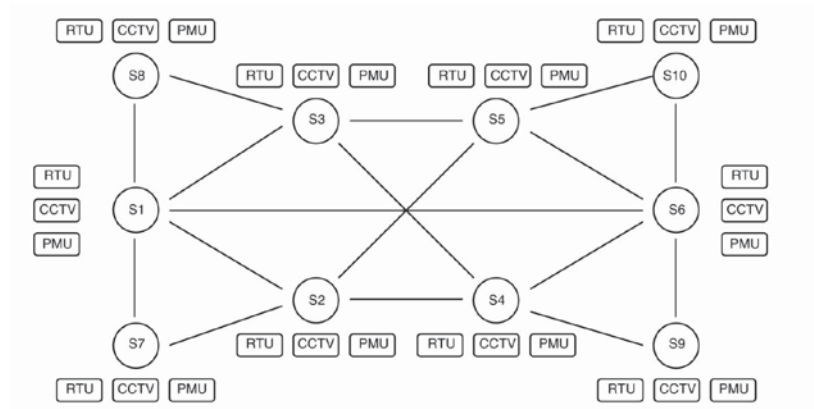 RTU CCTV PMU RTU CCTV PMU
S8 RTU CCTV PMU RTU CCTV PMU S10
S3 S5
RTU RTU
CCTV S1 S6 CCTV
PMU PMU
S2 S4
S7 RTU CCTV PMU RTU CCTV PMU S9
RTU CCTV PMU RTU CCTV PMU